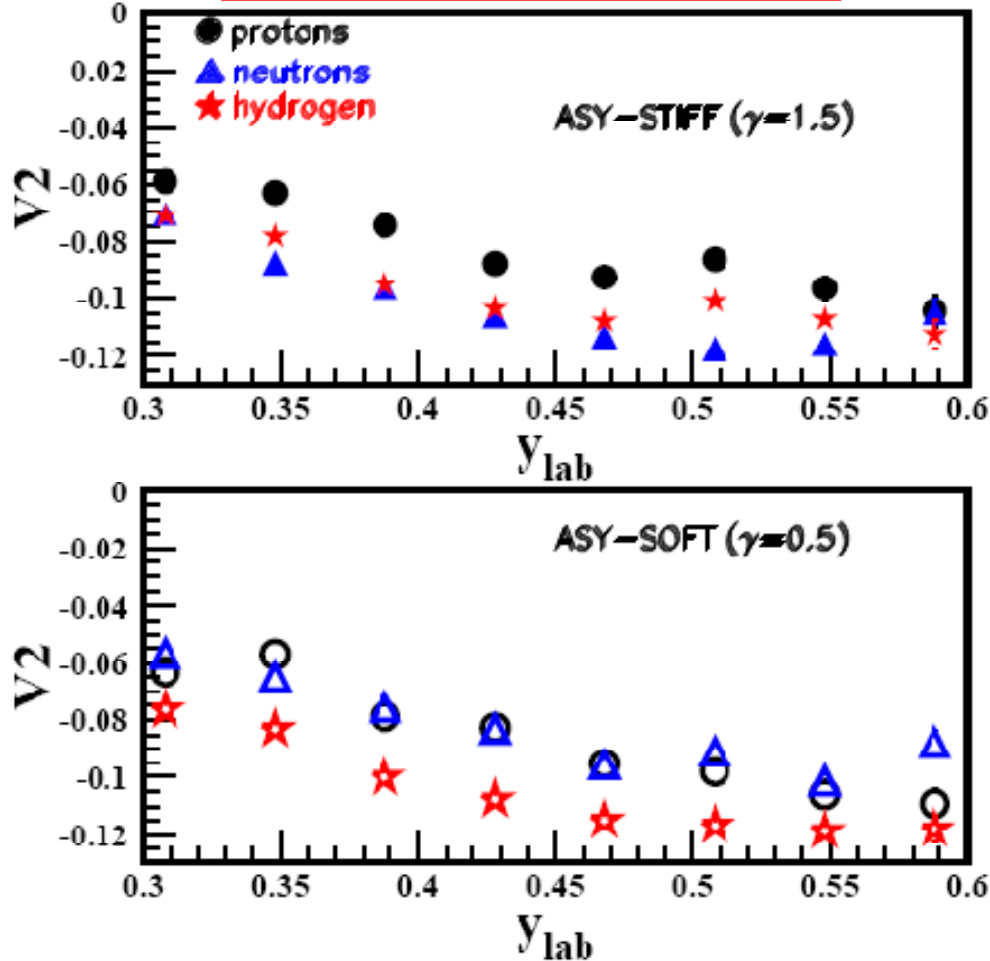 0
0.02
-0.04
-0.06
-0.08
-0.1
-0.12
V2
protons
neutrons
hydrogen
ASY-STIFF (γ=1.5)
0.3 0.35 0.4 0.45 0.5 0.55 0.6
y lab
0
-0.02
-0.04
-0.06
-0.08
-0.1
-0.12
V2
ASY-SOFT (γ=0.5)
0.3 0.35 0.4 0.45 0.5 0.55 0.6
y lab